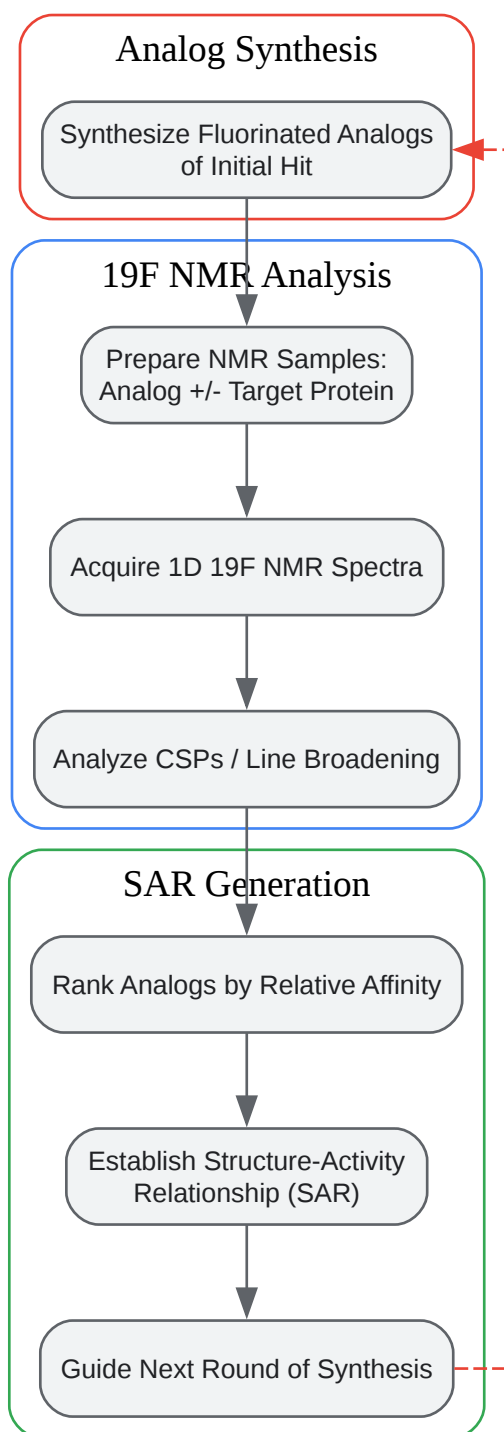 Analog Synthesis
Synthesize Fluorinated Analogs
of Initial Hit
19F NMR Analysis
Prepare NMR Samples:
Analog +/- Target Protein
Acquire 1D 19F NMR Spectra
Analyze CSPs / Line Broadening
SAR Generation
Rank Analogs by Relative Affinity
Establish Structure-Activity
Relationship (SAR)
Guide Next Round of Synthesis